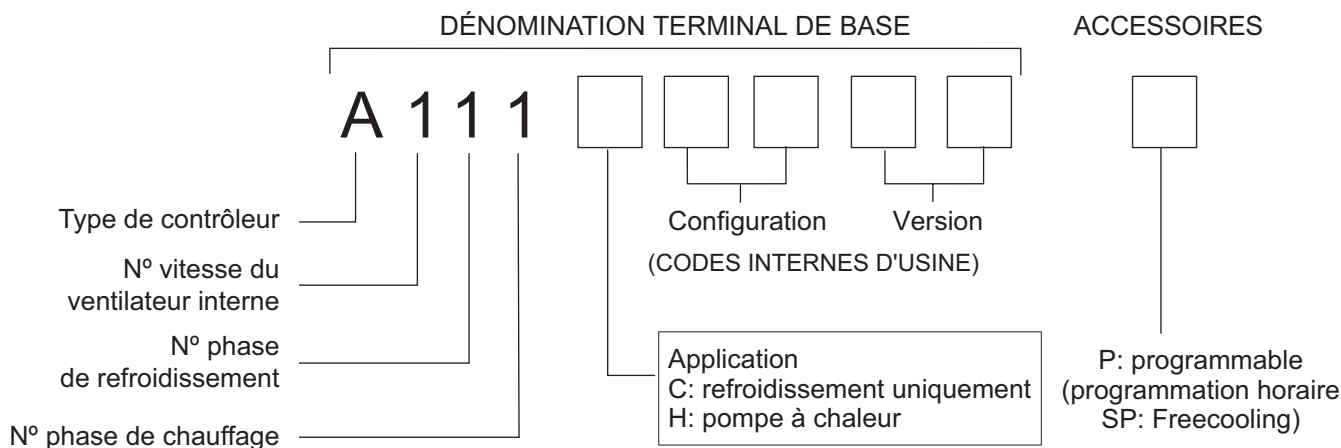 DÉNOMINATION TERMINAL DE BASE
ACCESSOIRES
A 1 1 1
Type de contrôleur
Nº vitesse du
ventilateur interne
Nº phase
de refroidissement
Nº phase de chauffage
Configuration
Version
(CODES INTERNES D'USINE)
Application
C: refroidissement uniquement
H: pompe à chaleur
P: programmable
(programmation horaire
SP: Freecooling)